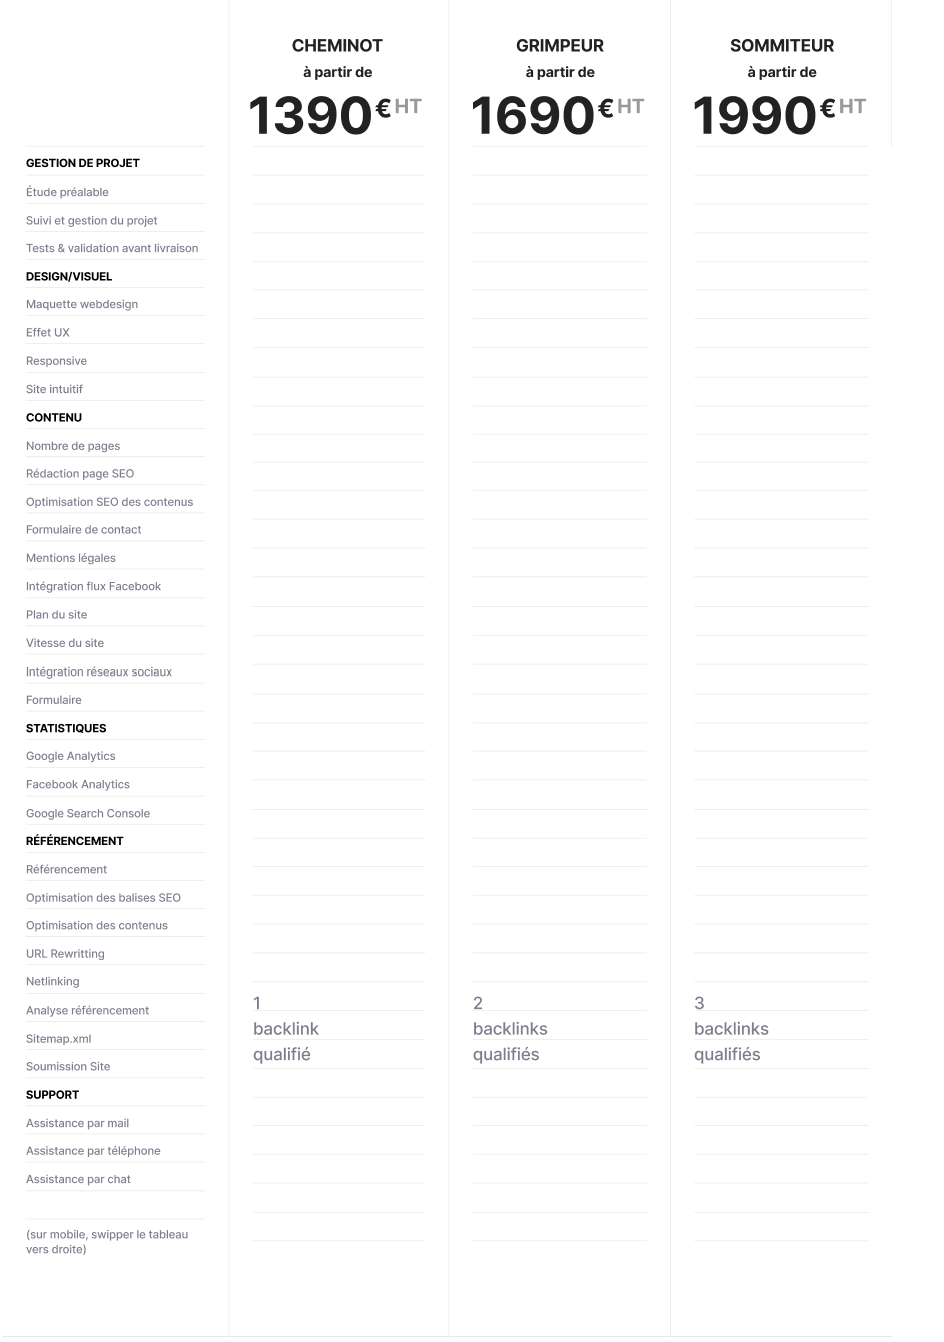 CHEMINOT
à partir de
1390€HT
GRIMPEUR
à partir de
1690€HT
SOMMITEUR
à partir de
1990€HT
GESTION DE PROJET
Étude préalable
Suivi et gestion du projet
Tests & validation avant livraison
DESIGN/VISUEL
Maquette webdesign
Effet UX
Responsive
Site intuitif
CONTENU
Nombre de pages
Rédaction page SEO
Optimisation SEO des contenus
Formulaire de contact
Mentions légales
Intégration flux Facebook
Plan du site
Vitesse du site
Intégration réseaux sociaux
Formulaire
STATISTIQUES
Google Analytics
Facebook Analytics
Google Search Console
RÉFÉRENCEMENT
Référencement
Optimisation des balises SEO
Optimisation des contenus
URL Rewritting
Netlinking
Analyse référencement
Sitemap.xml
Soumission Site
SUPPORT
Assistance par mail
Assistance par téléphone
Assistance par chat
(sur mobile, swipper le tableau
vers droite)
1
backlink
qualifié
2
backlinks
qualifiés
3
backlinks
qualifiés